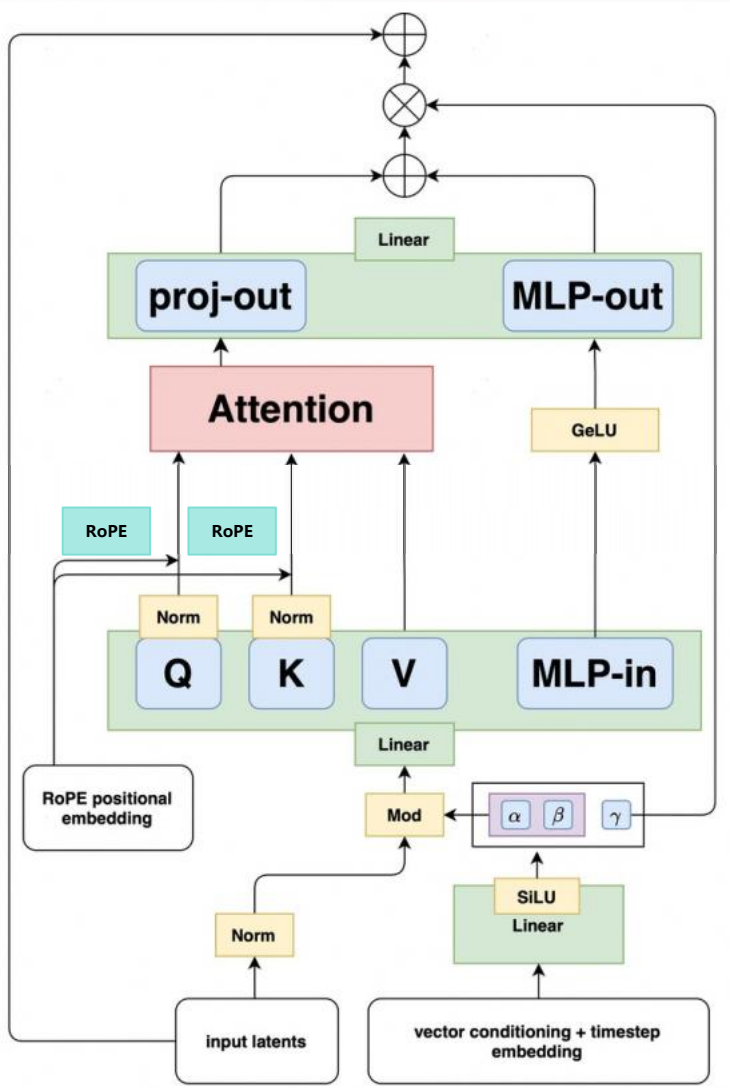 Linear
proj-out
MLP-out
Attention
GeLU
RoPE
RoPE
Norm
Norm
Q
K
V
MLP-in
Linear
RoPE positional
embedding
Mod
α
β
γ
SiLU
Linear
Norm
input latents
vector conditioning + timestep
embedding